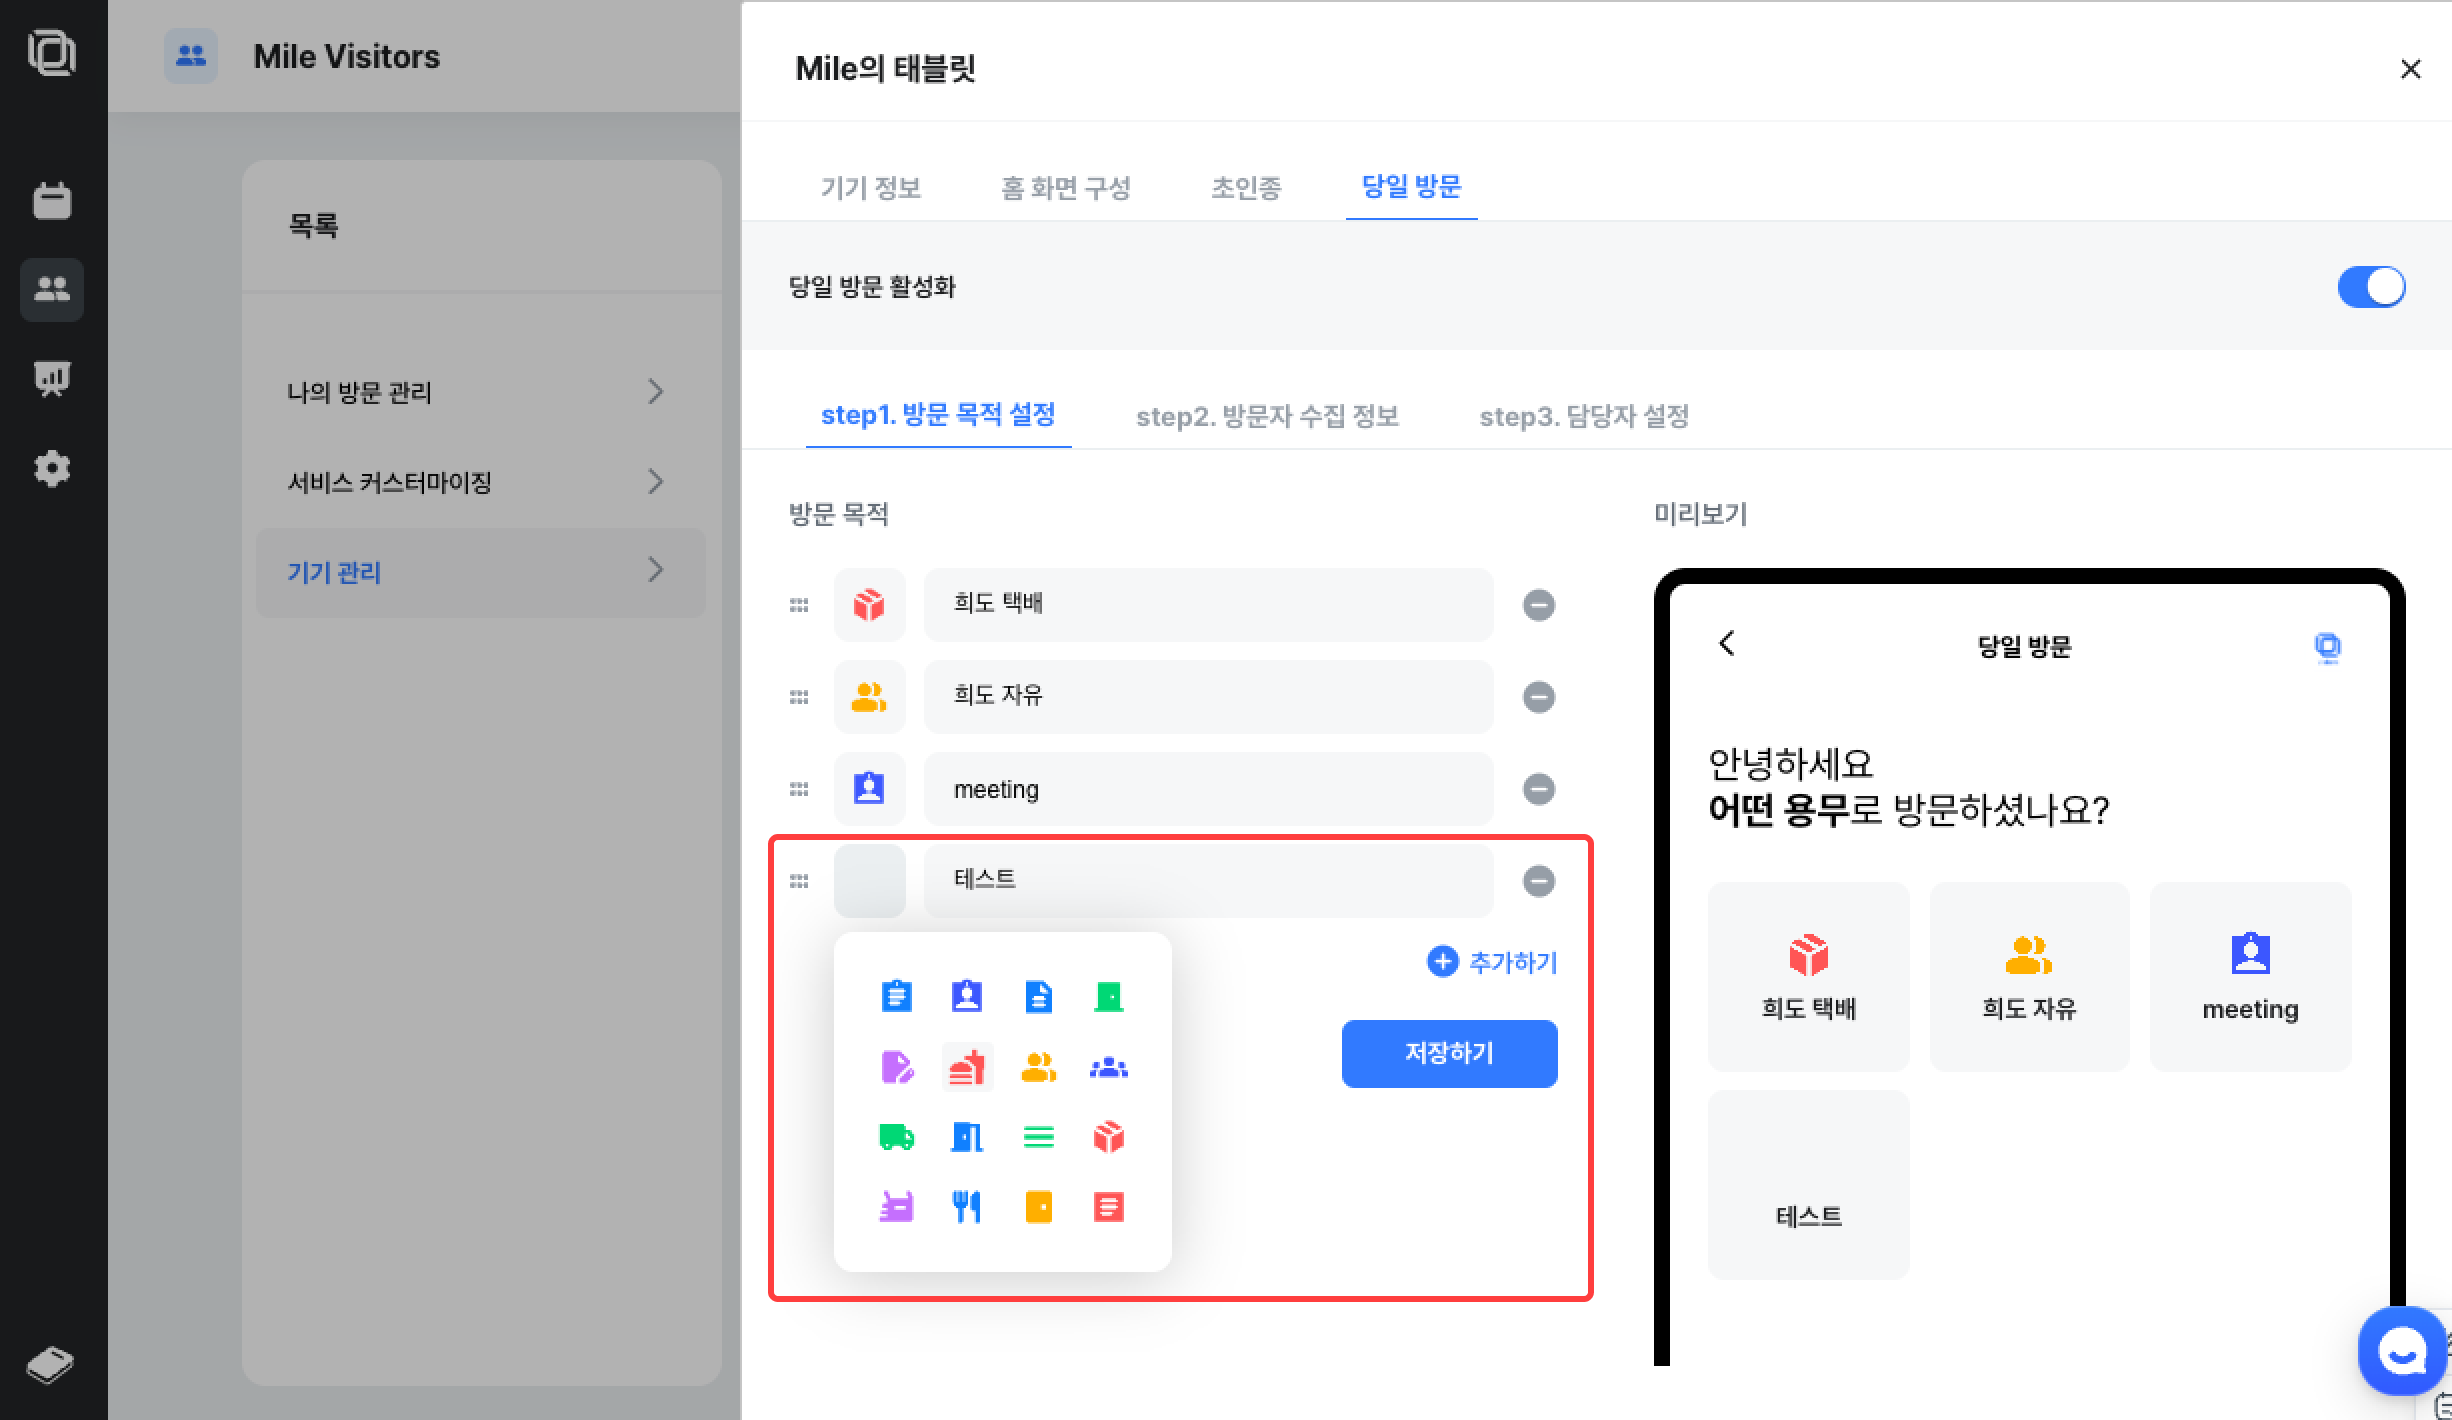 Mile Visitors
목록
나의 방문 관리
서비스 커스터마이징
기기 관리
Mile의 태블릿
기기 정보 홈 화면 구성 초인종 당일 방문
당일 방문 활성화
step1. 방문 목적 설정 step2. 방문자 수집 정보 step3. 담당자 설정
방문 목적
희도 택배
희도 자유
meeting
테스트
추가하기
저장하기
미리보기
당일 방문
안녕하세요
어떤 용무로 방문하셨나요?
희도 택배
희도 자유
meeting
테스트